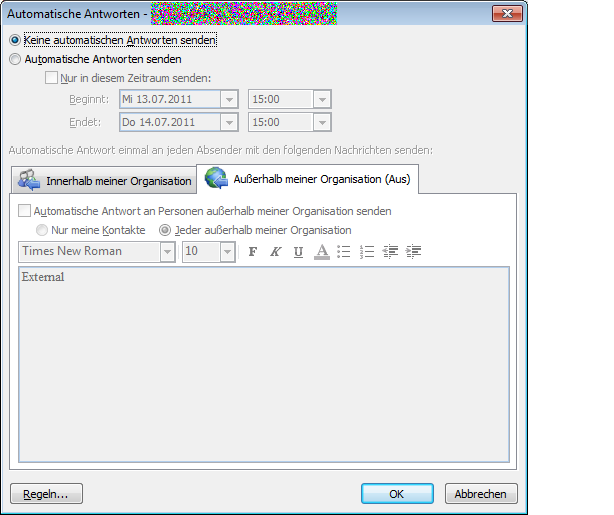 Automatische Antworten -
Keine automatischen Antworten senden
Automatische Antworten senden
Nur in diesem Zeitraum senden:
Beginnt: Mi 13.07.2011 15:00
Endet: Do 14.07.2011 15:00
Automatische Antwort einmal an jeden Absender mit den folgenden Nachrichten senden:
Innerhalb meiner Organisation Außerhalb meiner Organisation (Aus)
Automatische Antwort an Personen außerhalb meiner Organisation senden
Nur meine Kontakte Jeder außerhalb meiner Organisation
Times New Roman 10 F K U A
External
Regeln... OK Abbrechen